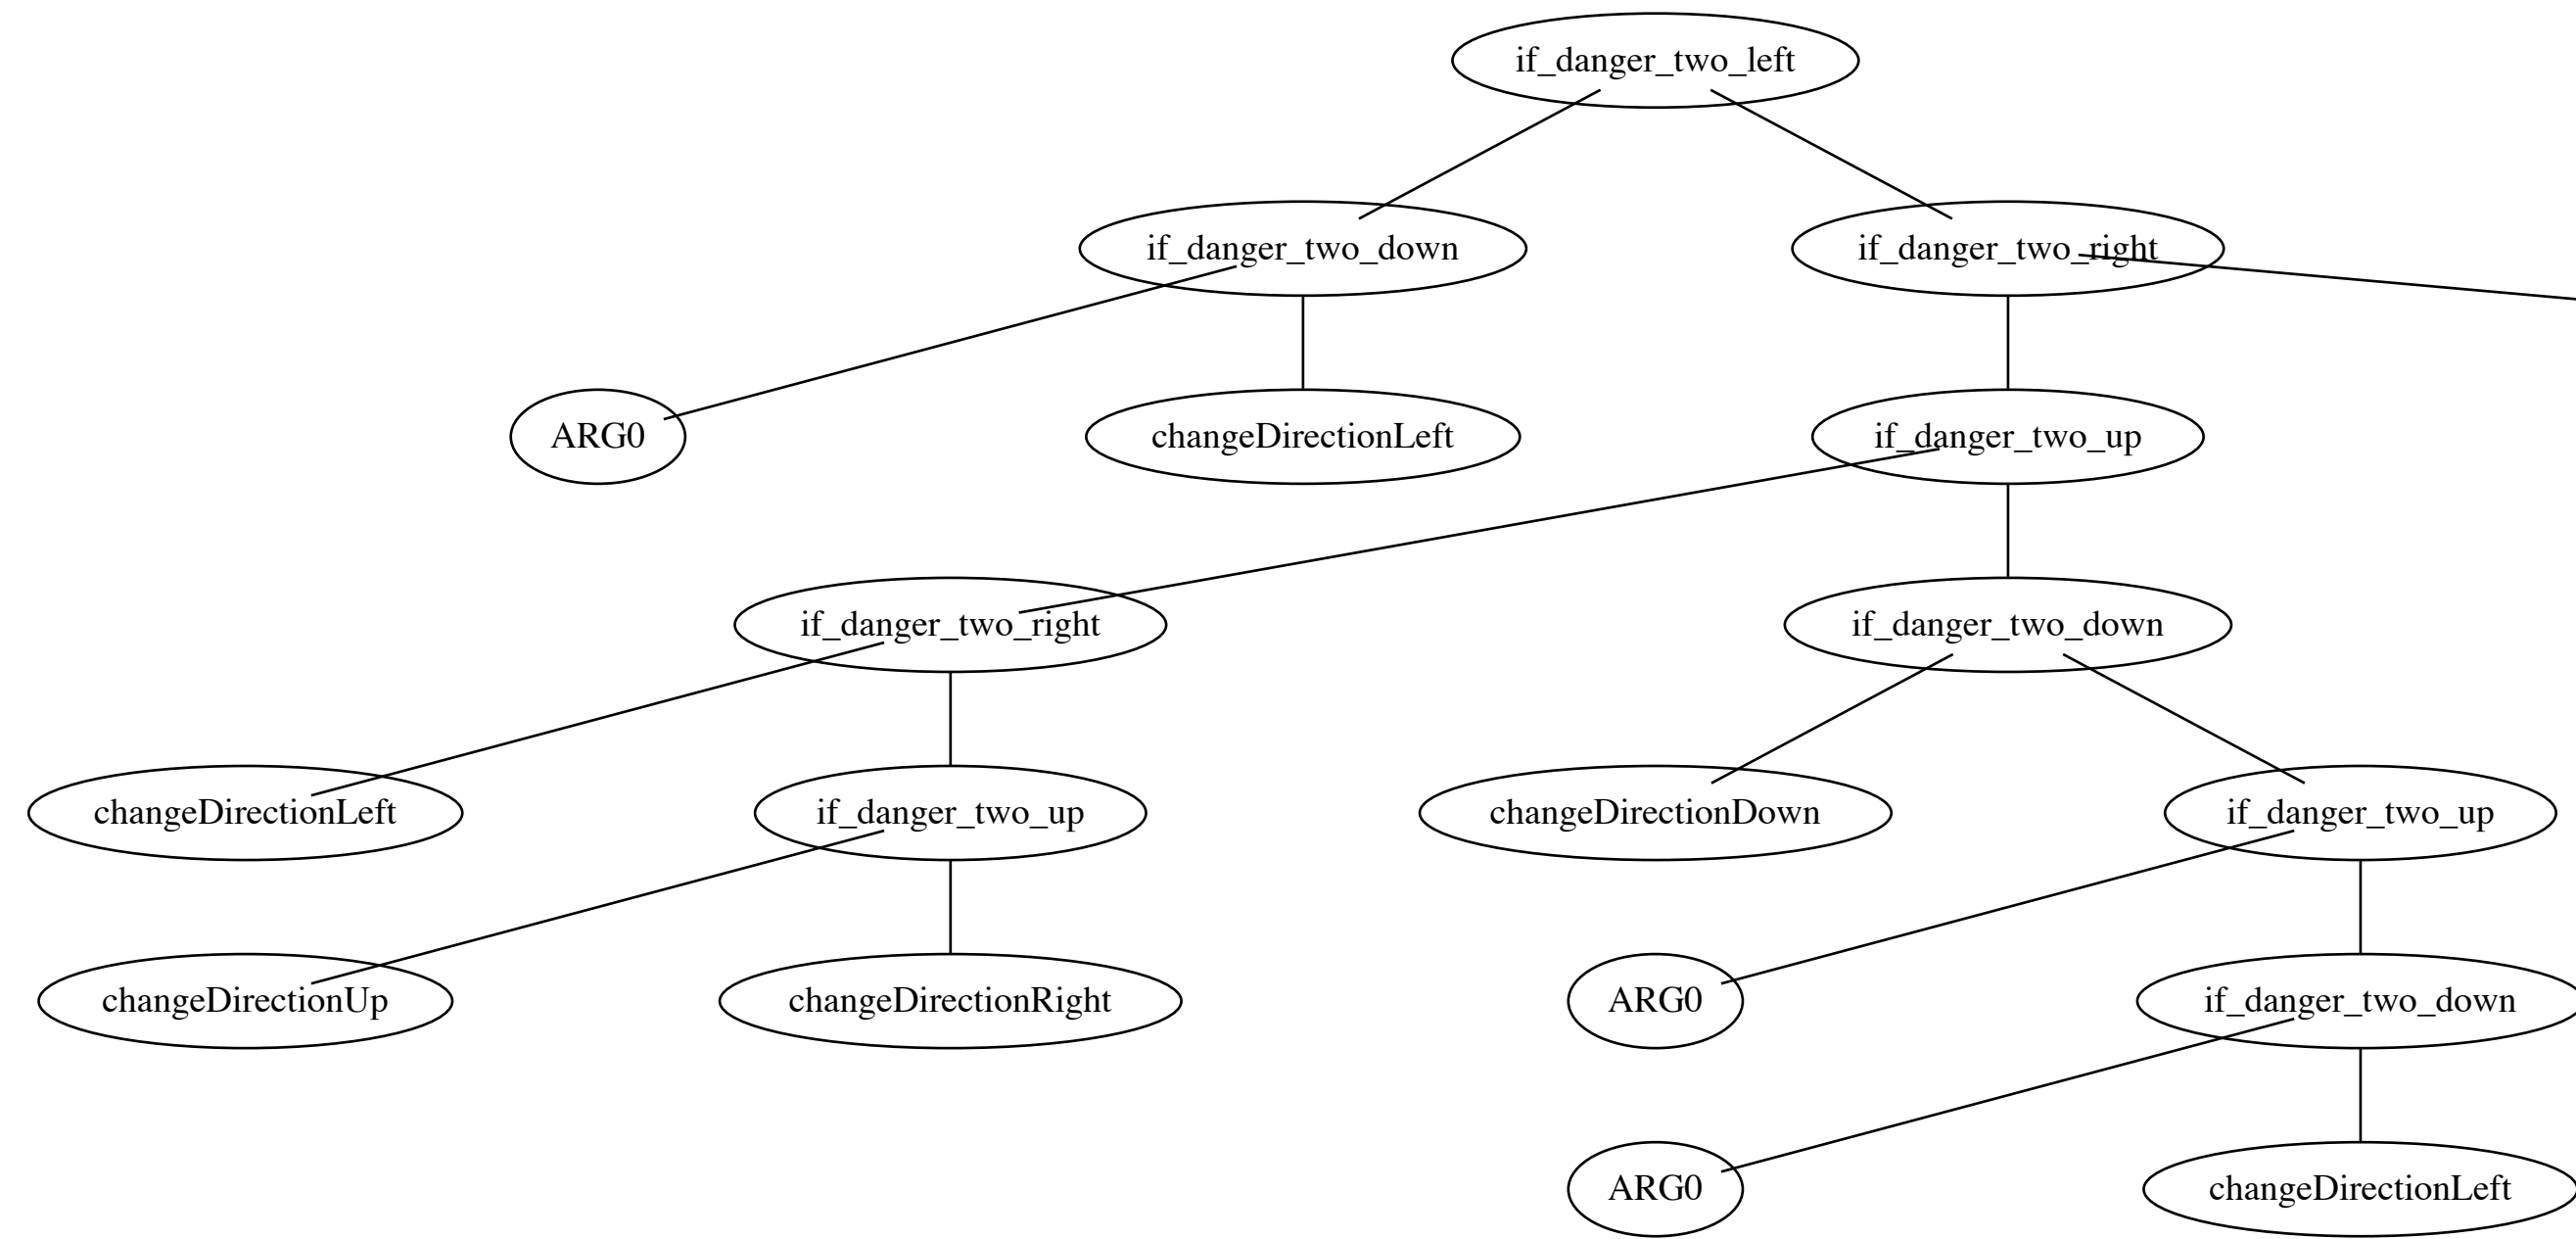 if_danger_two_left
if_danger_two_down
if_danger_two_right
ARG0
changeDirectionLeft
if_danger_two_up
if_danger_two_right
if_danger_two_down
changeDirectionLeft
if_danger_two_up
changeDirectionDown
if_danger_two_up
changeDirectionUp
changeDirectionRight
ARG0
if_danger_two_down
ARG0
changeDirectionLeft